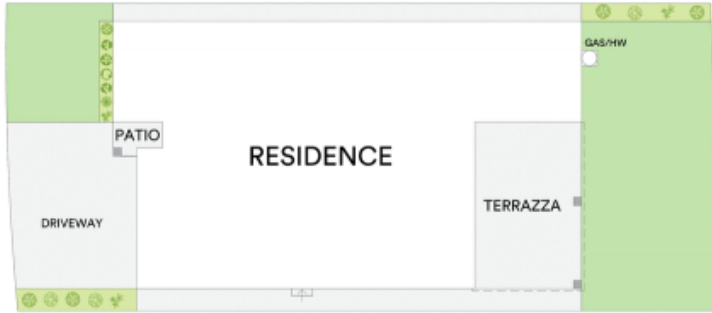 GAS/HW
PATIO
RESIDENCE
TERRAZZA
DRIVEWAY